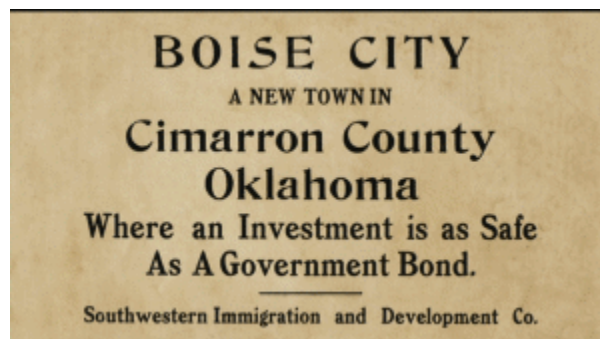 BOISE CITY
A NEW TOWN IN
Cimarron County
Oklahoma
Where an Investment is as Safe
As A Government Bond.
Southwestern Immigration and Development Co.